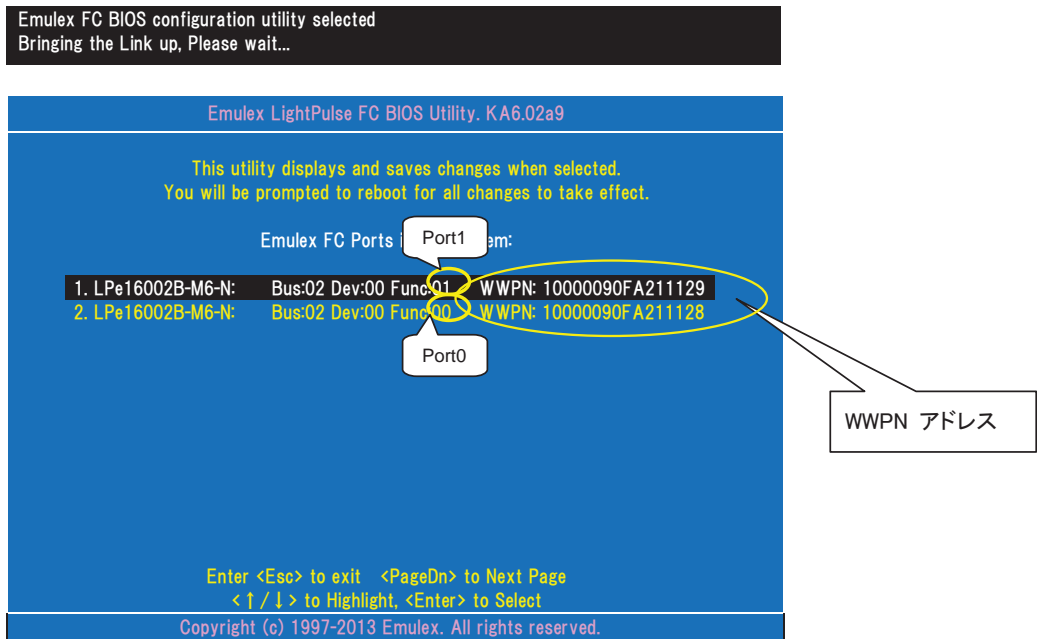 Emulex FC BIOS configuration utility selected
Bringing the Link up, Please wait...
Emulex LightPulse FC BIOS Utility. KA6.02a9
This utility displays and saves changes when selected.
You will be prompted to reboot for all changes to take effect.
Emulex FC Ports i em:
Port1
1. LPe16002B-M6-N: Bus:02 Dev:00 Func:01 WWPN: 10000090FA211129
2. LPe16002B-M6-N: Bus:02 Dev:00 Func:00 WWPN: 10000090FA211128
Port0
WWPN アドレス
Enter <Esc> to exit <PageDn> to Next Page
<↑/↓> to Highlight, <Enter> to Select
Copyright (c) 1997-2013 Emulex. All rights reserved.